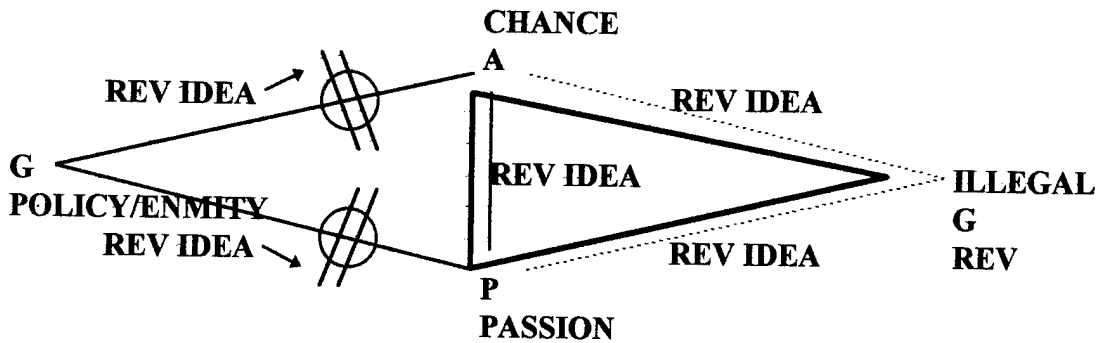 CHANCE
A
REV IDEA
REV IDEA
G
POLICY/ENMITY
REV IDEA
ILLEGAL
G
REV
REV IDEA
REV IDEA
P
PASSION